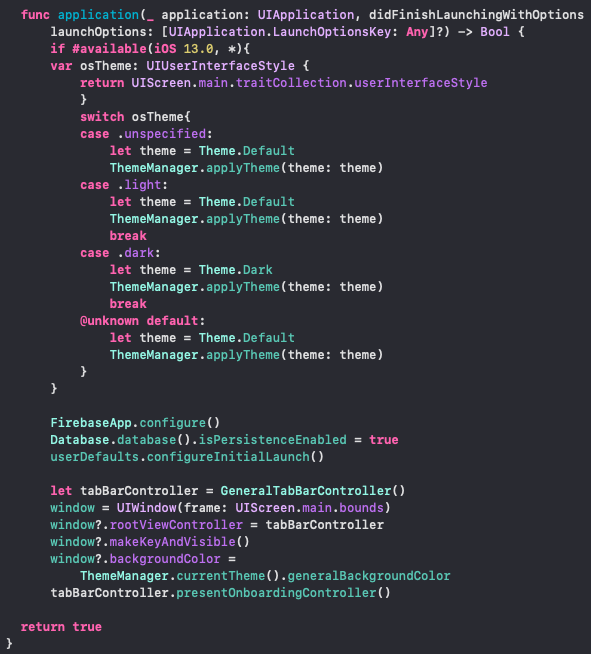 func application(_ application: UIApplication, didFinishLaunchingWithOptions
launchOptions: [UIApplication.LaunchOptionsKey: Any]?) -> Bool {
if #available(iOS 13.0, *){
var osTheme: UIUserInterfaceStyle {
return UIScreen.main.traitCollection.userInterfaceStyle
}
switch osTheme{
case .unspecified:
let theme = Theme.Default
ThemeManager.applyTheme(theme: theme)
case .light:
let theme = Theme.Default
ThemeManager.applyTheme(theme: theme)
break
case .dark:
let theme = Theme.Dark
ThemeManager.applyTheme(theme: theme)
break
@unknown default:
let theme = Theme.Default
ThemeManager.applyTheme(theme: theme)
}
}
FirebaseApp.configure()
Database.database().isPersistenceEnabled = true
userDefaults.configureInitialLaunch()
let tabBarController = GeneralTabBarController()
window = UIWindow(frame: UIScreen.main.bounds)
window?.rootViewController = tabBarController
window?.makeKeyAndVisible()
window?.backgroundColor =
ThemeManager.currentTheme().generalBackgroundColor
tabBarController.presentOnboardingController()
return true
}